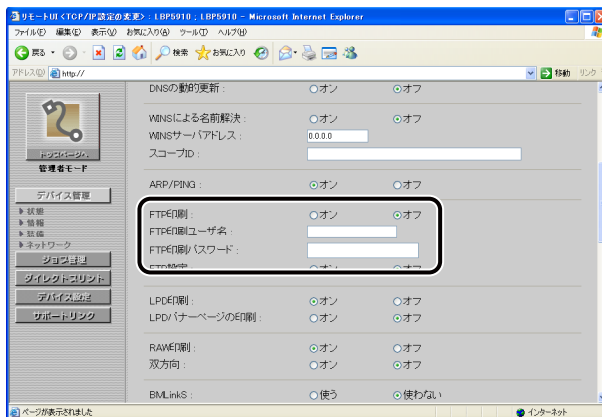 リモートUI <TCP/IP設定の変更> : LBP5910 ; LBP5910 - Microsoft Internet Explorer
ファイル(F) 編集(E) 表示(V) お気に入り(A) ツール(T) ヘルプ(H)
戻る 検索 お気に入り
アドレス(D) http:// 移動 リンク
トップページへ
管理者モード
デバイス管理
状態
情報
装備
ネットワーク
ジョブ管理
ダイレクトプリント
デバイス設定
サポートリンク
DNSの動的更新 : オン オフ
WINSによる名前解決 : オン オフ
WINSサーバアドレス : 0.0.0.0
スコープID :
ARP/PING : オン オフ
FTP印刷 : オン オフ
FTP印刷ユーザ名 :
FTP印刷パスワード :
FTP設定 オン オフ
LPD印刷 : オン オフ
LPDバナーページの印刷 : オン オフ
RAW印刷 : オン オフ
双方向 : オン オフ
BMLinkS : 使う 使わない
ページが表示されました インターネット